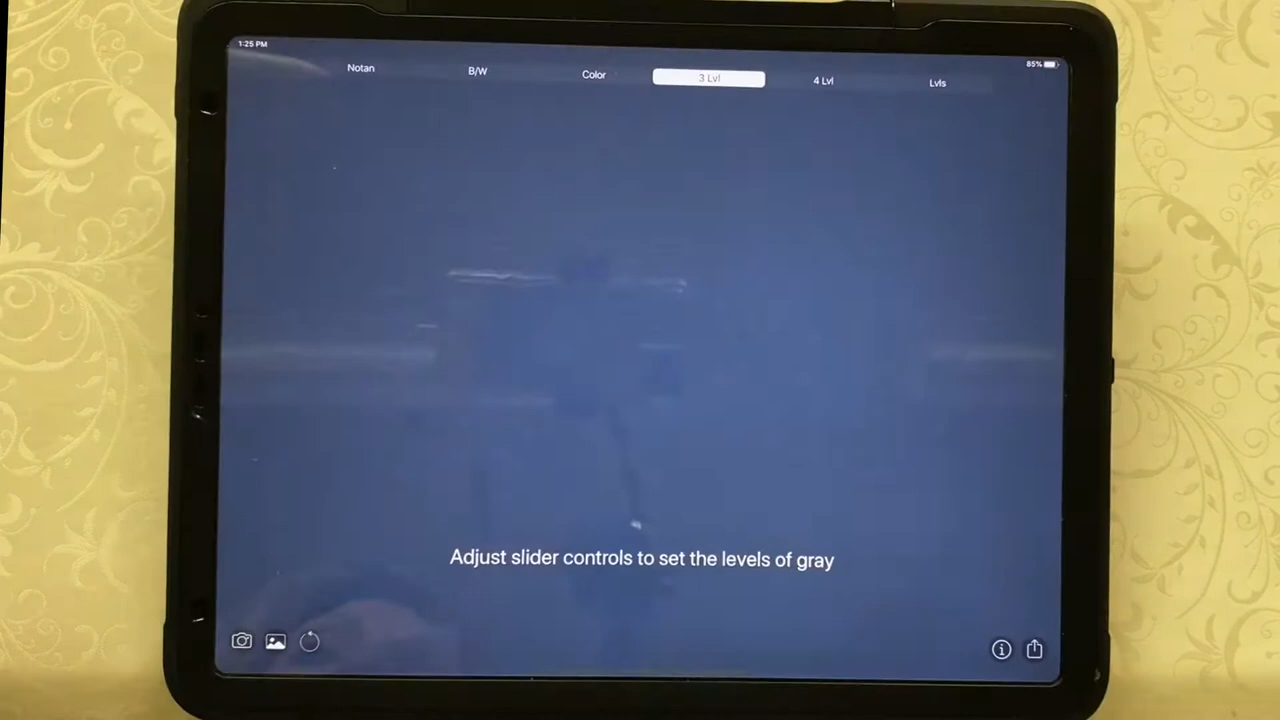 1:25 PM
85%
Notan
B/W
Color
3 Lvl
4 Lvl
Lvls
Adjust slider controls to set the levels of gray